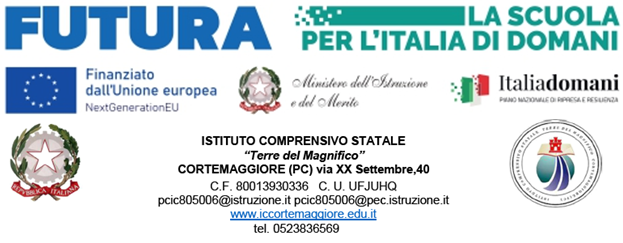 FUTURA
LA SCUOLA
PER L'ITALIA DI DOMANI
Finanziato
dall'Unione europea
NextGenerationEU
Ministero dell'Istruzione
e del Merito
Italiadomani
PIANO NAZIONALE DI RIPRESA E RESILIENZA
REPVBBLICA ITALIANA
ISTITUTO COMPRENSIVO STATALE
“Terre del Magnifico”
CORTEMAGGIORE (PC) via XX Settembre,40
C.F. 80013930336 C. U. UFJUHQ
pcic805006@istruzione.it pcic805006@pec.istruzione.it
www.iccortemaggiore.edu.it
tel. 0523836569